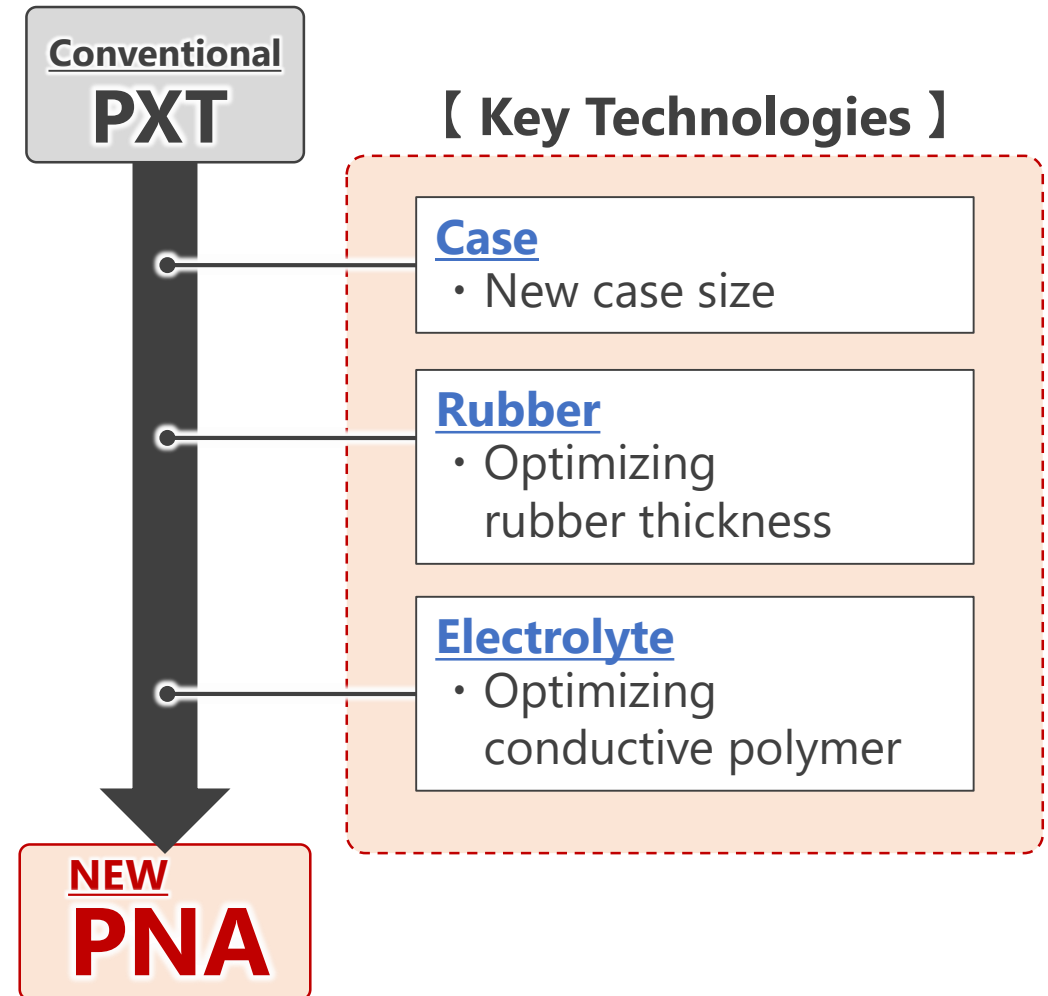 Conventional
PXT
【 Key Technologies 】
Case
・New case size
Rubber
・Optimizing
rubber thickness
Electrolyte
・Optimizing
conductive polymer
NEW
PNA